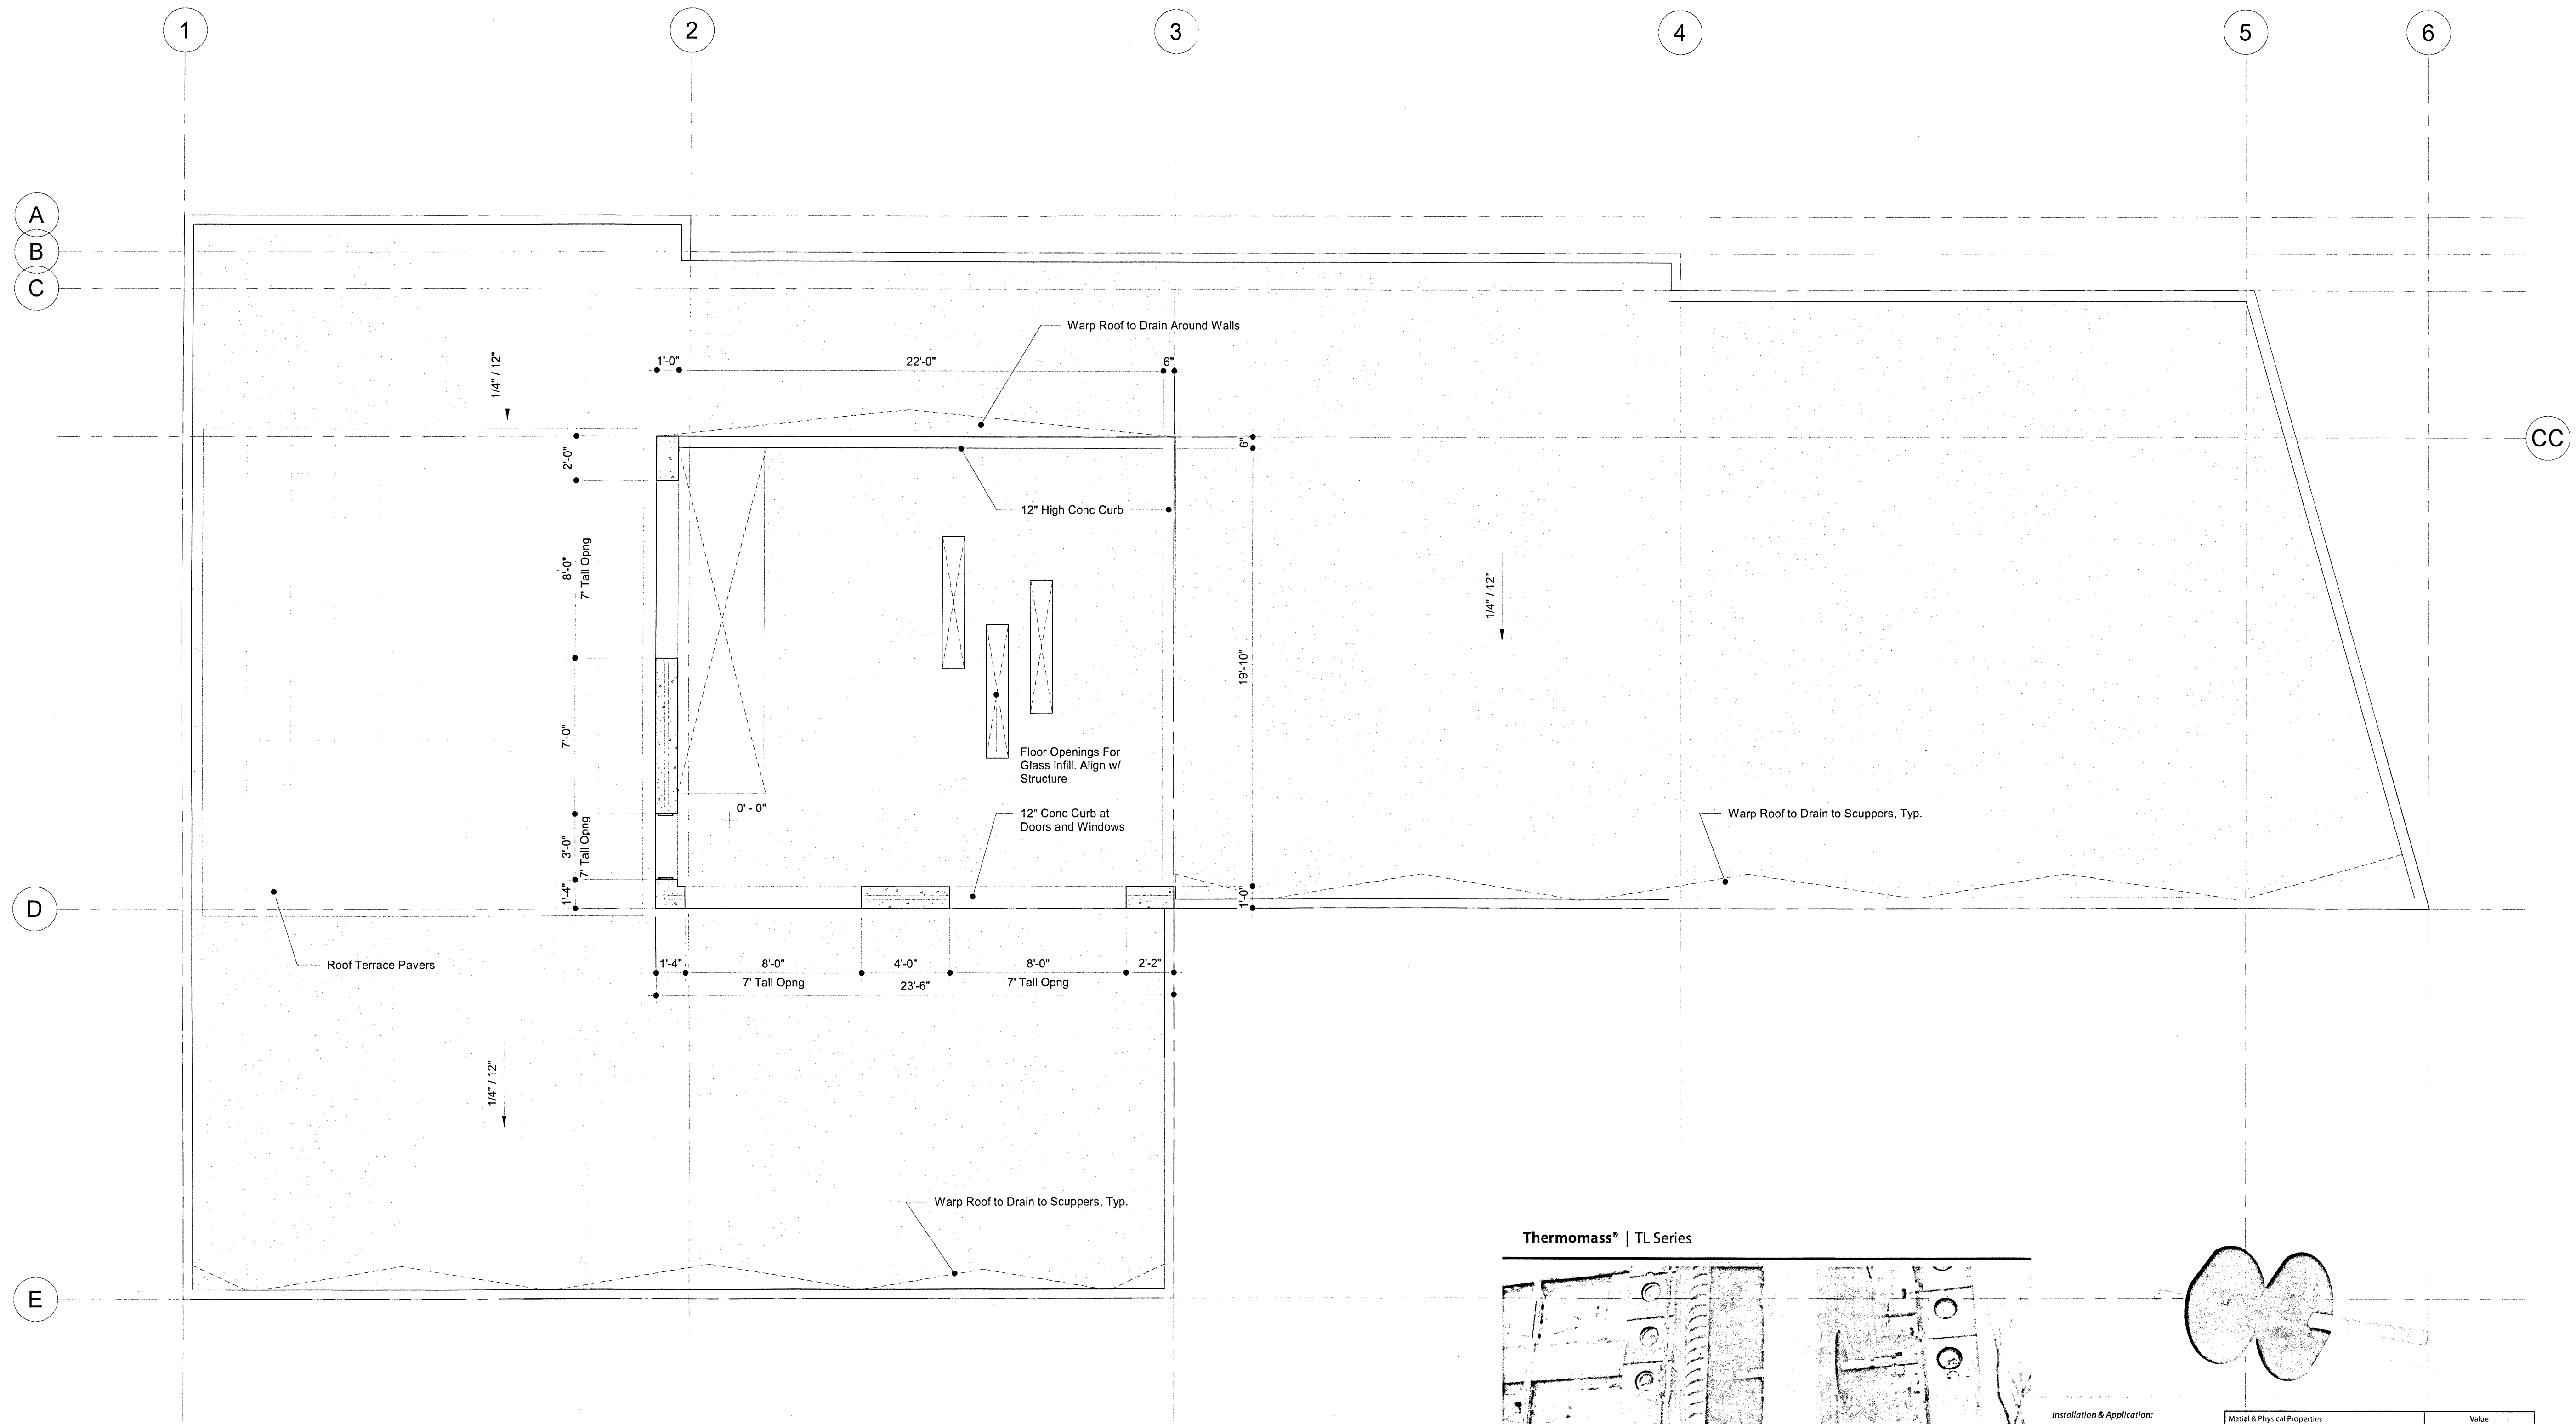 1
2
3
4
5
6
A
B
C
Warp Roof to Drain Around Walls
1'-0"
22'-0"
6"
1/4" / 12"
CC
6"
2'-0"
12" High Conc Curb
8'-0"
7' Tall Opng
1/4" / 12"
19'-10"
7'-0"
Floor Openings For
Glass Infill. Align w/
Structure
0' - 0"
12" Conc Curb at
Doors and Windows
Warp Roof to Drain to Scuppers, Typ.
3'-0"
7' Tall Opng
1'-4"
1'-0"
D
Roof Terrace Pavers
1'-4"
8'-0"
4'-0"
8'-0"
2'-2"
7' Tall Opng
23'-6"
7' Tall Opng
1/4" / 12"
Warp Roof to Drain to Scuppers, Typ.
Thermomass® | TL Series
E
Installation & Application:
Matial & Physical Properties
Value